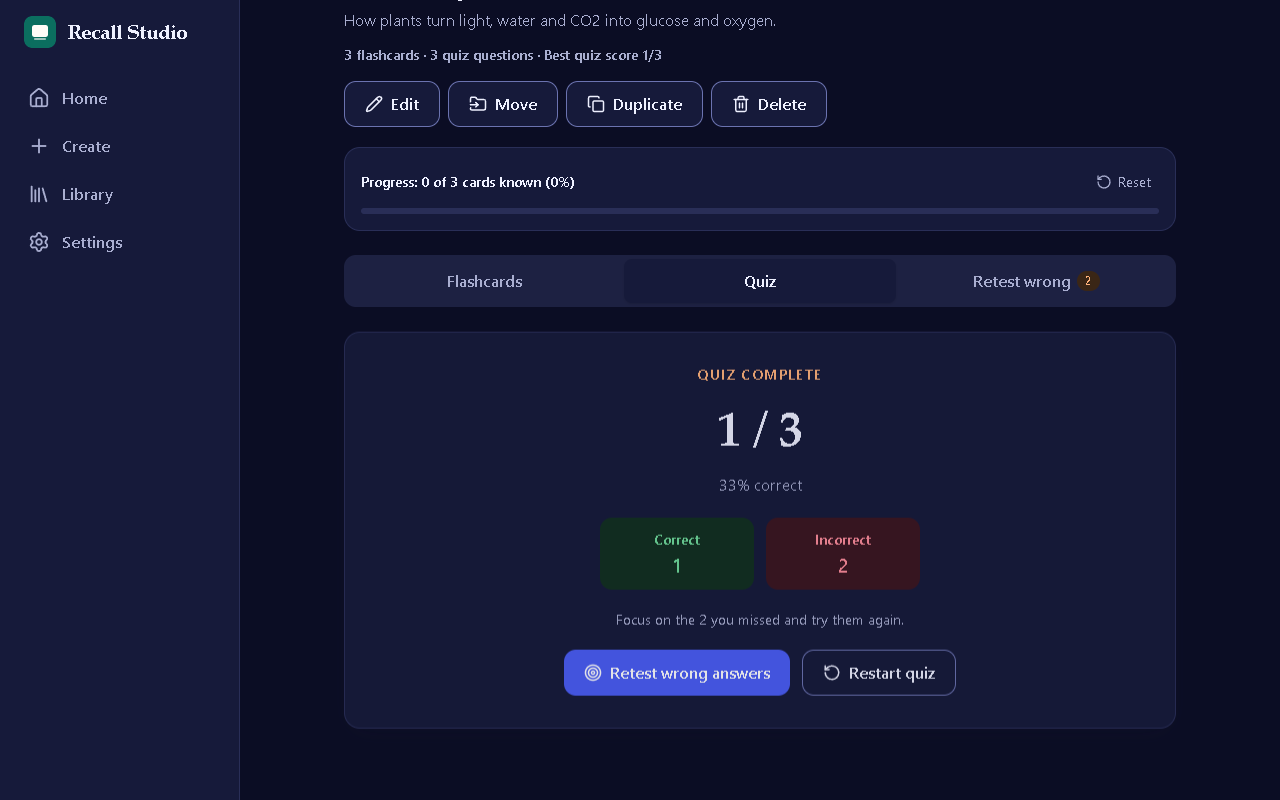 Recall Studio
Home
Create
Library
Settings
How plants turn light, water and CO2 into glucose and oxygen.
3 flashcards · 3 quiz questions · Best quiz score 1/3
Edit
Move
Duplicate
Delete
Progress: 0 of 3 cards known (0%)
Reset
Flashcards
Quiz
Retest wrong 2
QUIZ COMPLETE
1 / 3
33% correct
Correct
1
Incorrect
2
Focus on the 2 you missed and try them again.
Retest wrong answers
Restart quiz